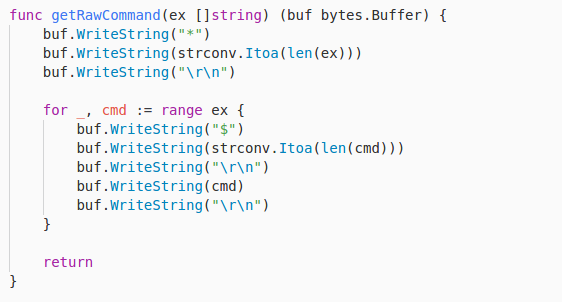 func getRawCommand(ex []string) (buf bytes.Buffer) {
    buf.WriteString("*")
    buf.WriteString(strconv.Itoa(len(ex)))
    buf.WriteString("\r\n")

    for _, cmd := range ex {
        buf.WriteString("$")
        buf.WriteString(strconv.Itoa(len(cmd)))
        buf.WriteString("\r\n")
        buf.WriteString(cmd)
        buf.WriteString("\r\n")
    }

    return
}